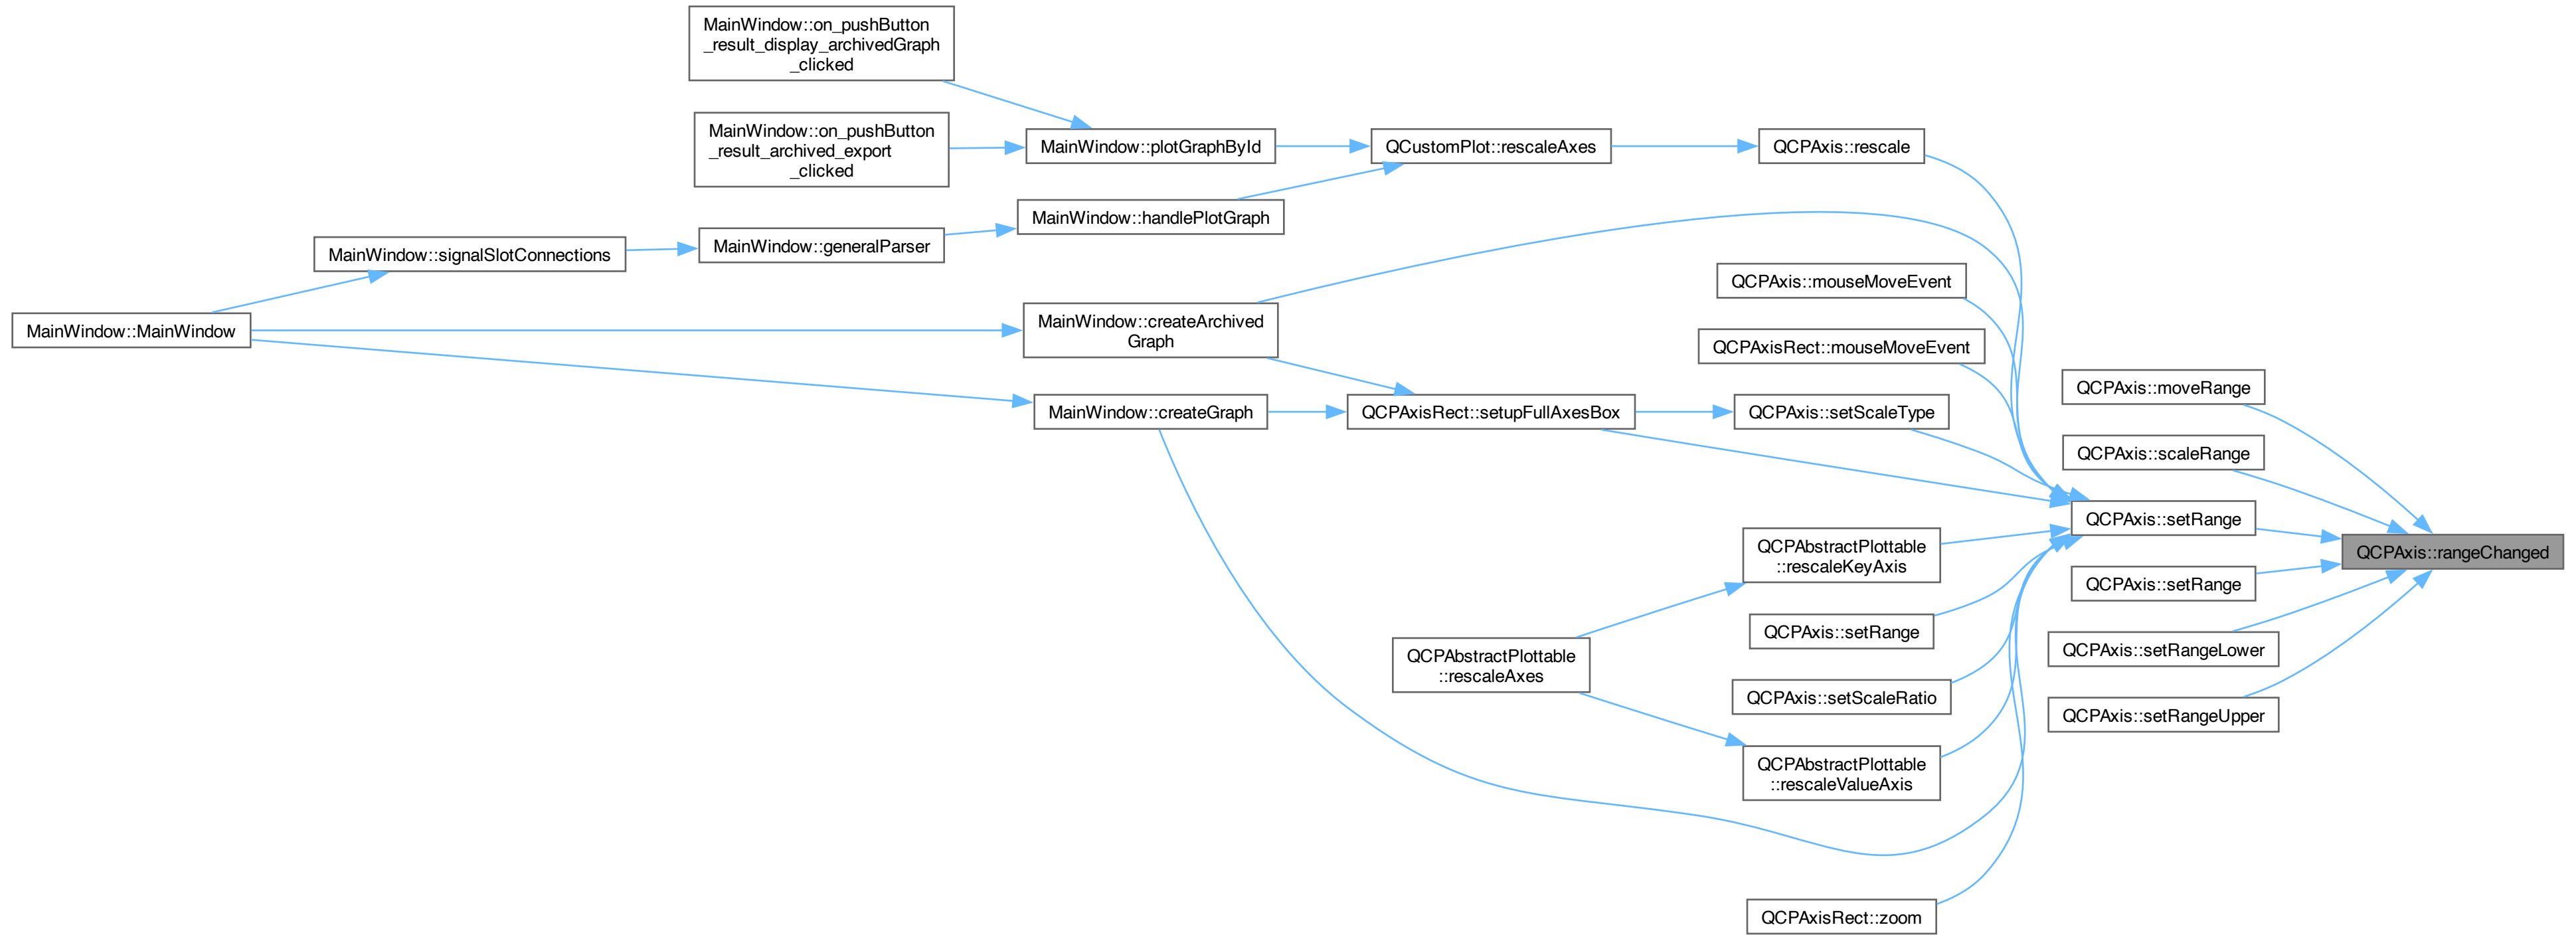 MainWindow::on_pushButton
_result_display_archivedGraph
_clicked
MainWindow::on_pushButton
_result_archived_export
_clicked
MainWindow::plotGraphById
QCustomPlot::rescaleAxes
QCPAxis::rescale
MainWindow::handlePlotGraph
MainWindow::generalParser
MainWindow::signalSlotConnections
MainWindow::MainWindow
MainWindow::createArchived
Graph
MainWindow::createGraph
QCPAxisRect::setupFullAxesBox
QCPAxis::mouseMoveEvent
QCPAxisRect::mouseMoveEvent
QCPAxis::setScaleType
QCPAbstractPlottable
::rescaleKeyAxis
QCPAxis::setRange
QCPAbstractPlottable
::rescaleAxes
QCPAxis::setScaleRatio
QCPAbstractPlottable
::rescaleValueAxis
QCPAxisRect::zoom
QCPAxis::moveRange
QCPAxis::scaleRange
QCPAxis::setRange
QCPAxis::rangeChanged
QCPAxis::setRange
QCPAxis::setRangeLower
QCPAxis::setRangeUpper